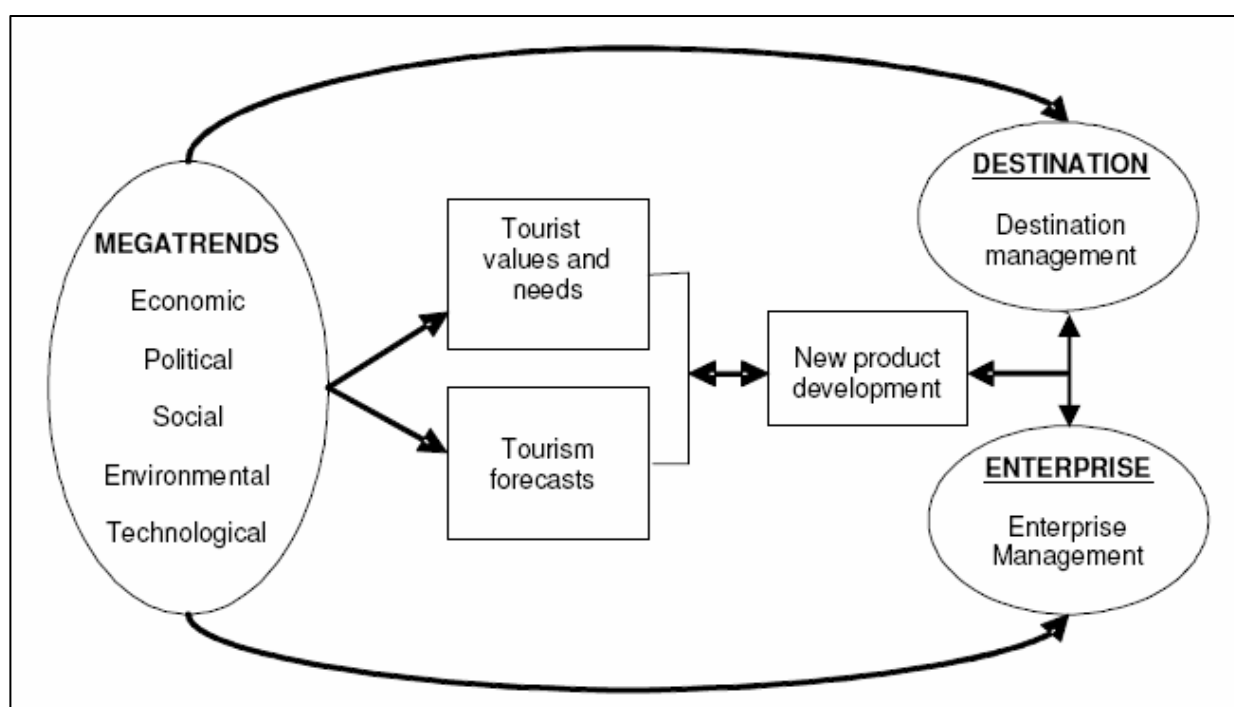 MEGATRENDS
Economic
Political
Social
Environmental
Technological
Tourist
values and
needs
Tourism
forecasts
New product
development
DESTINATION
Destination
management
ENTERPRISE
Enterprise
Management